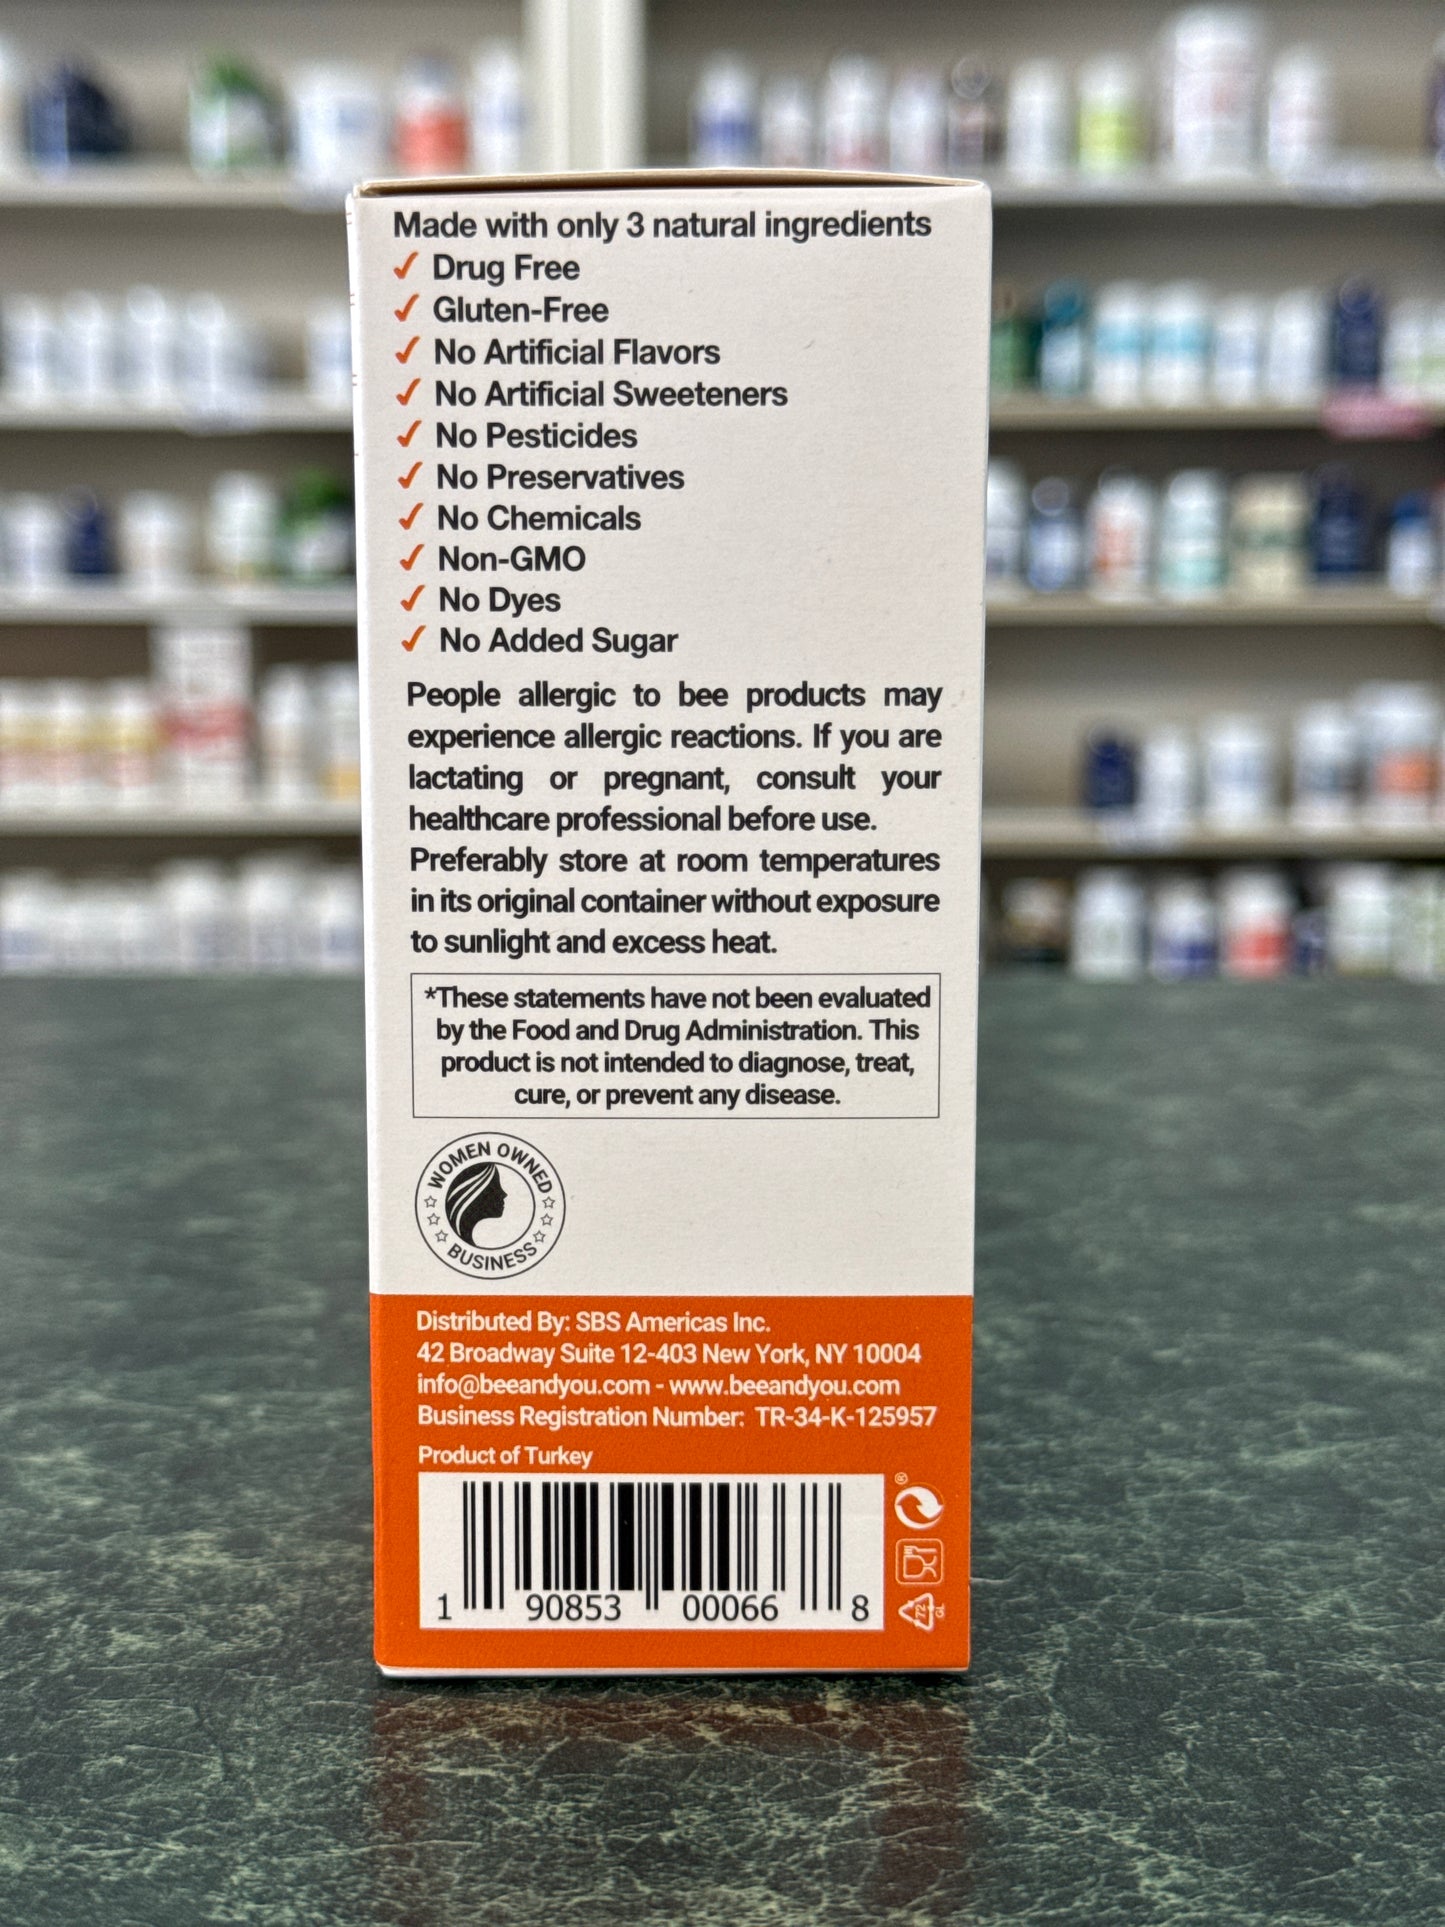 Made with only 3 natural ingredients
✓ Drug Free
✓ Gluten-Free
✓ No Artificial Flavors
✓ No Artificial Sweeteners
✓ No Pesticides
✓ No Preservatives
✓ No Chemicals
✓ Non-GMO
✓ No Dyes
✓ No Added Sugar
People allergic to bee products may
experience allergic reactions. If you are
lactating or pregnant, consult your
healthcare professional before use.
Preferably store at room temperatures
in its original container without exposure
to sunlight and excess heat.
*These statements have not been evaluated
by the Food and Drug Administration. This
product is not intended to diagnose, treat,
cure, or prevent any disease.
WOMEN OWNED
BUSINESS
Distributed By: SBS Americas Inc.
42 Broadway Suite 12-403 New York, NY 10004
info@beeandyou.com - www.beeandyou.com
Business Registration Number: TR-34-K-125957
Product of Turkey
®
1 90853 00066 8
72
GL